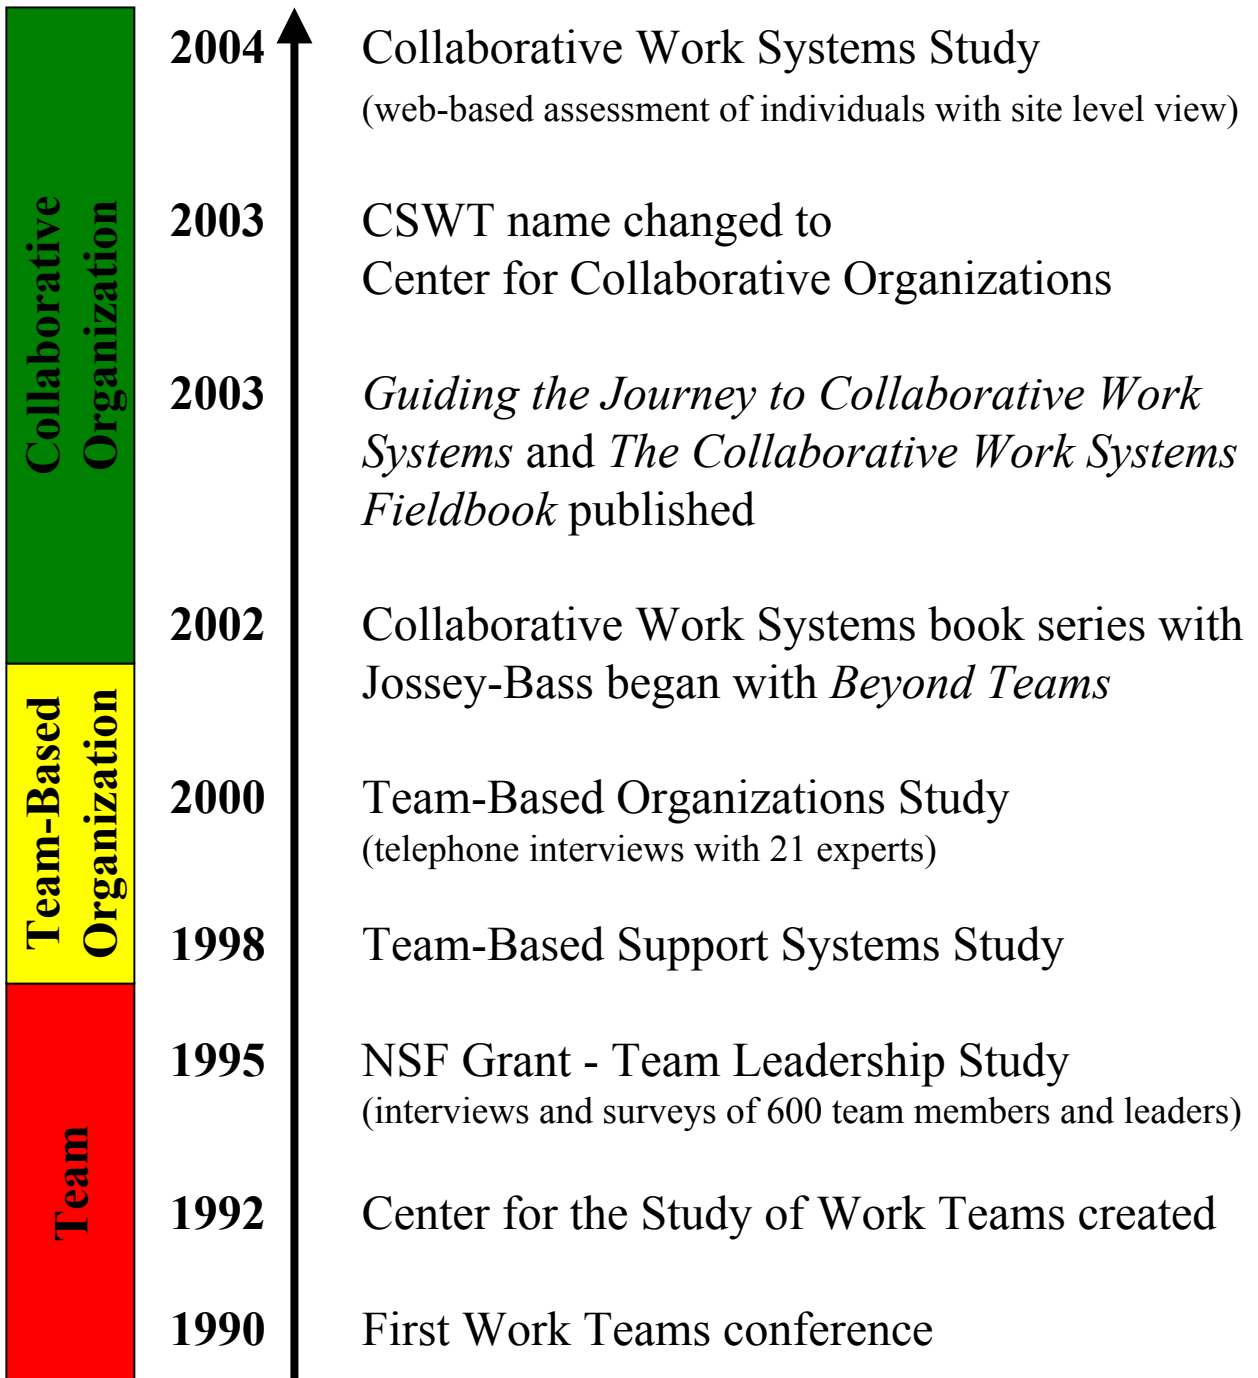 2004 Collaborative Work Systems Study
(web-based assessment of individuals with site level view)
2003 CSWT name changed to
Center for Collaborative Organizations
2003 Guiding the Journey to Collaborative Work
Systems and The Collaborative Work Systems
Fieldbook published
2002 Collaborative Work Systems book series with
Jossey-Bass began with Beyond Teams
2000 Team-Based Organizations Study
(telephone interviews with 21 experts)
1998 Team-Based Support Systems Study
1995 NSF Grant - Team Leadership Study
(interviews and surveys of 600 team members and leaders)
1992 Center for the Study of Work Teams created
1990 First Work Teams conference
Collaborative
Organization
Team-Based
Organization
Team